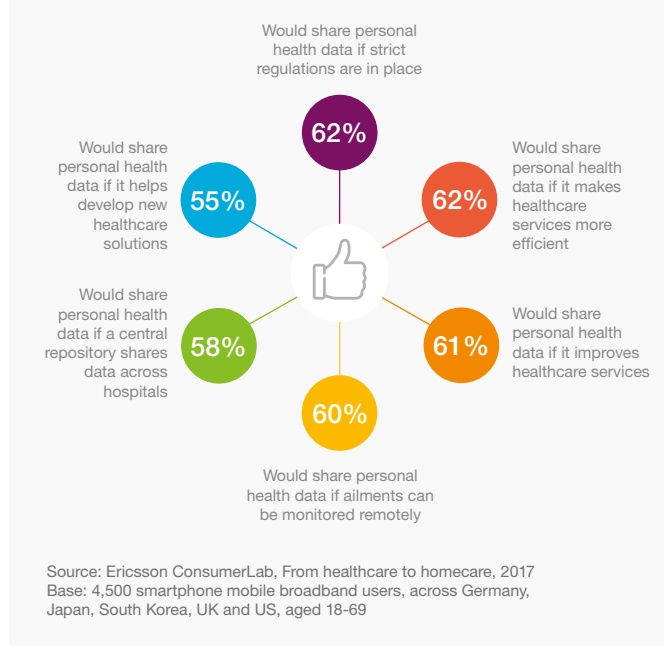 Would share personal
health data if strict
regulations are in place
62%
Would share
personal health
data if it makes
healthcare
services more
efficient
62%
Would share
personal health
data if it improves
healthcare services
61%
60%
Would share personal
health data if ailments can
be monitored remotely
Would share
personal health
data if a central
repository shares
data across
hospitals
58%
Would share
personal health
data if it helps
develop new
healthcare
solutions
55%
Source: Ericsson ConsumerLab, From healthcare to homecare, 2017
Base: 4,500 smartphone mobile broadband users, across Germany,
Japan, South Korea, UK and US, aged 18-69